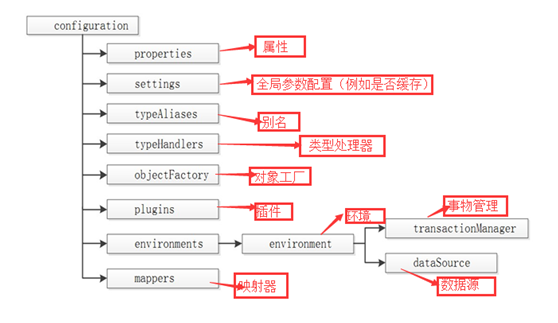 configuration
properties
属性
settings
全局参数配置（例如是否缓存）
typeAliases
别名
typeHandlers
类型处理器
objectFactory
对象工厂
plugins
插件
environments
environment
环境
事物管理
transactionManager
dataSource
数据源
mappers
映射器